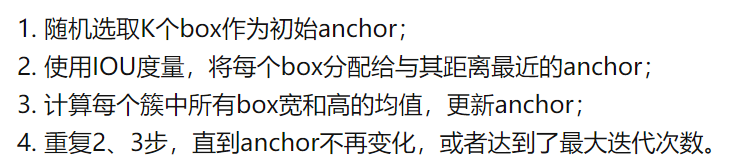 1. 随机选取K个box作为初始anchor；
2. 使用IOU度量，将每个box分配给与其距离最近的anchor；
3. 计算每个簇中所有box宽和高的均值，更新anchor；
4. 重复2、3步，直到anchor不再变化，或者达到了最大迭代次数。